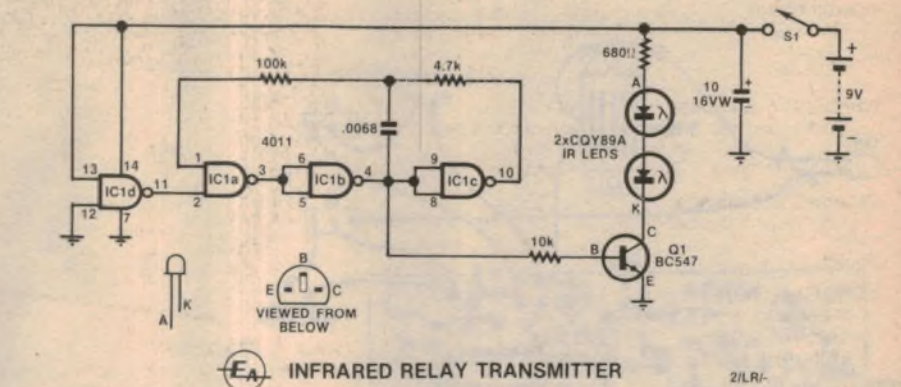 S1
680Ω
+
100k
4.7k
A
10
16VW
+
−
9V
−
λ
.0068
4011
2xCQY89A
IR LEDS
λ
13
14
1
6
9
IC1d
11
IC1a
3
IC1b
4
IC1c
10
12
7
2
5
8
K
C
10k
B
Q1
BC547
E
B
E
C
K
A
VIEWED FROM
BELOW
EA
INFRARED RELAY TRANSMITTER
2/LR/-